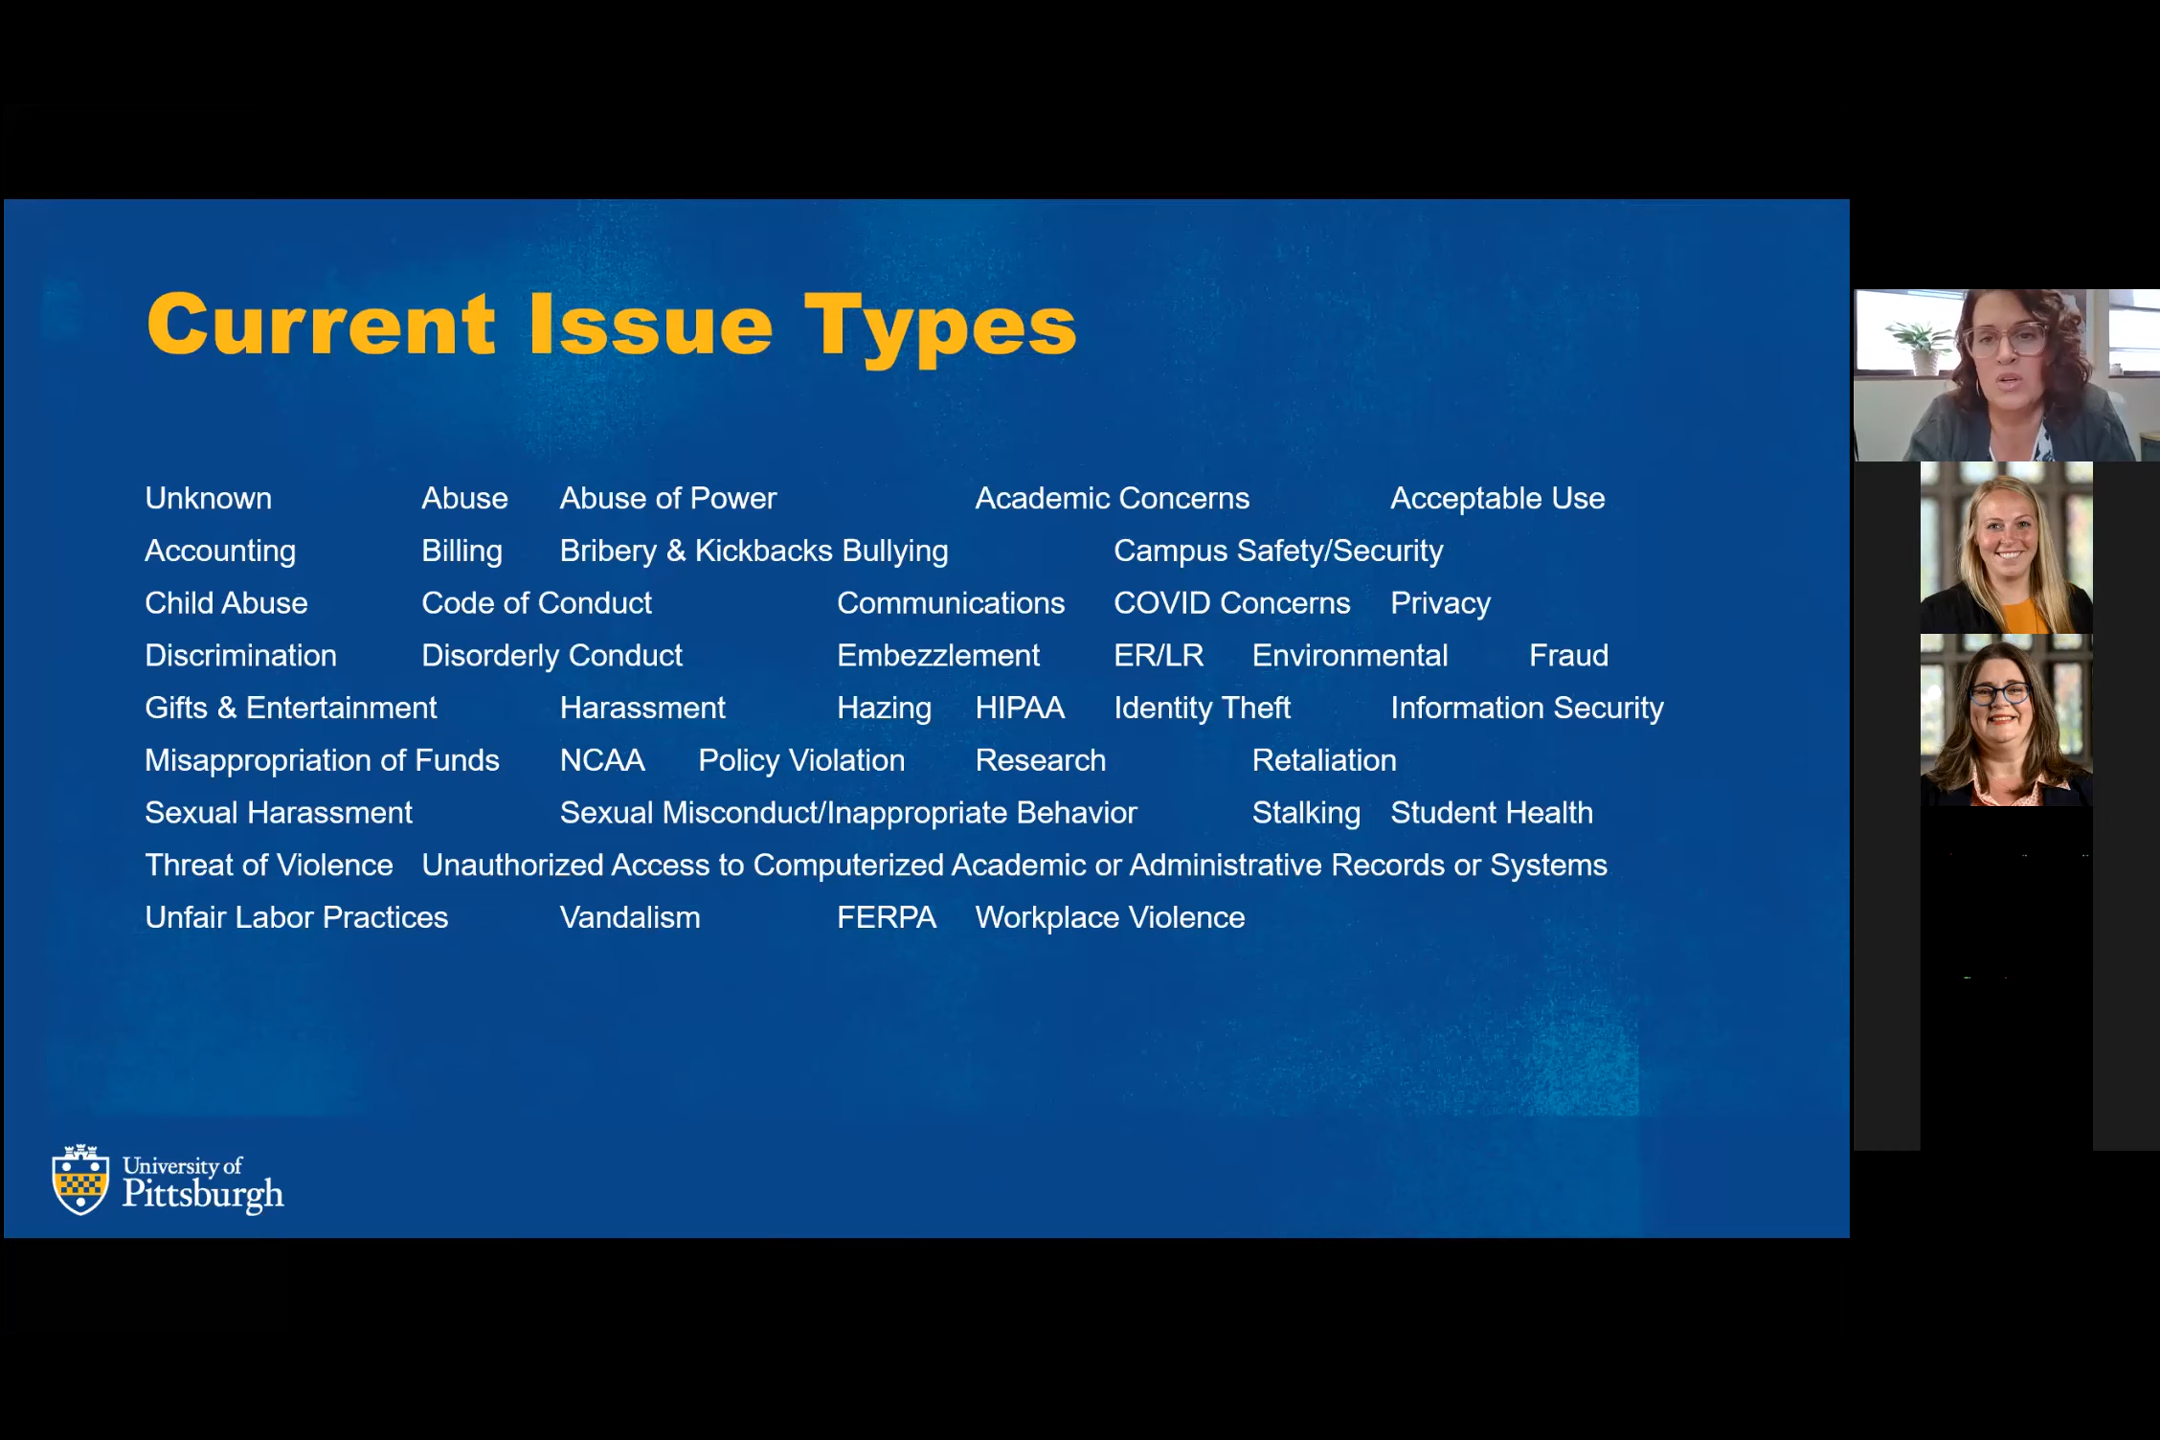 Current Issue Types
Unknown Abuse Abuse of Power Academic Concerns Acceptable Use
Accounting Billing Bribery & Kickbacks Bullying Campus Safety/Security
Child Abuse Code of Conduct Communications COVID Concerns Privacy
Discrimination Disorderly Conduct Embezzlement ER/LR Environmental Fraud
Gifts & Entertainment Harassment Hazing HIPAA Identity Theft Information Security
Misappropriation of Funds NCAA Policy Violation Research Retaliation
Sexual Harassment Sexual Misconduct/Inappropriate Behavior Stalking Student Health
Threat of Violence Unauthorized Access to Computerized Academic or Administrative Records or Systems
Unfair Labor Practices Vandalism FERPA Workplace Violence
University of
Pittsburgh